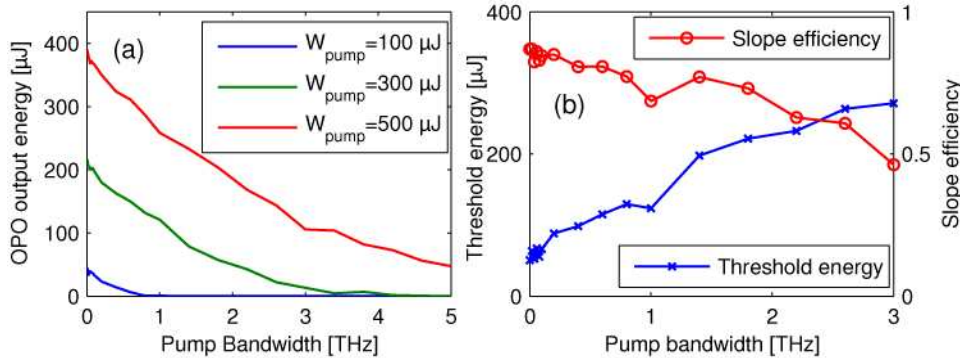 (a)
W_pump=100 µJ
W_pump=300 µJ
W_pump=500 µJ
400
300
200
100
0
OPO output energy [µJ]
0 1 2 3 4 5
Pump Bandwidth [THz]
(b)
Slope efficiency
Threshold energy
400
200
0
Threshold energy [µJ]
1
0.5
0
Slope efficiency
0 1 2 3
Pump bandwidth [THz]